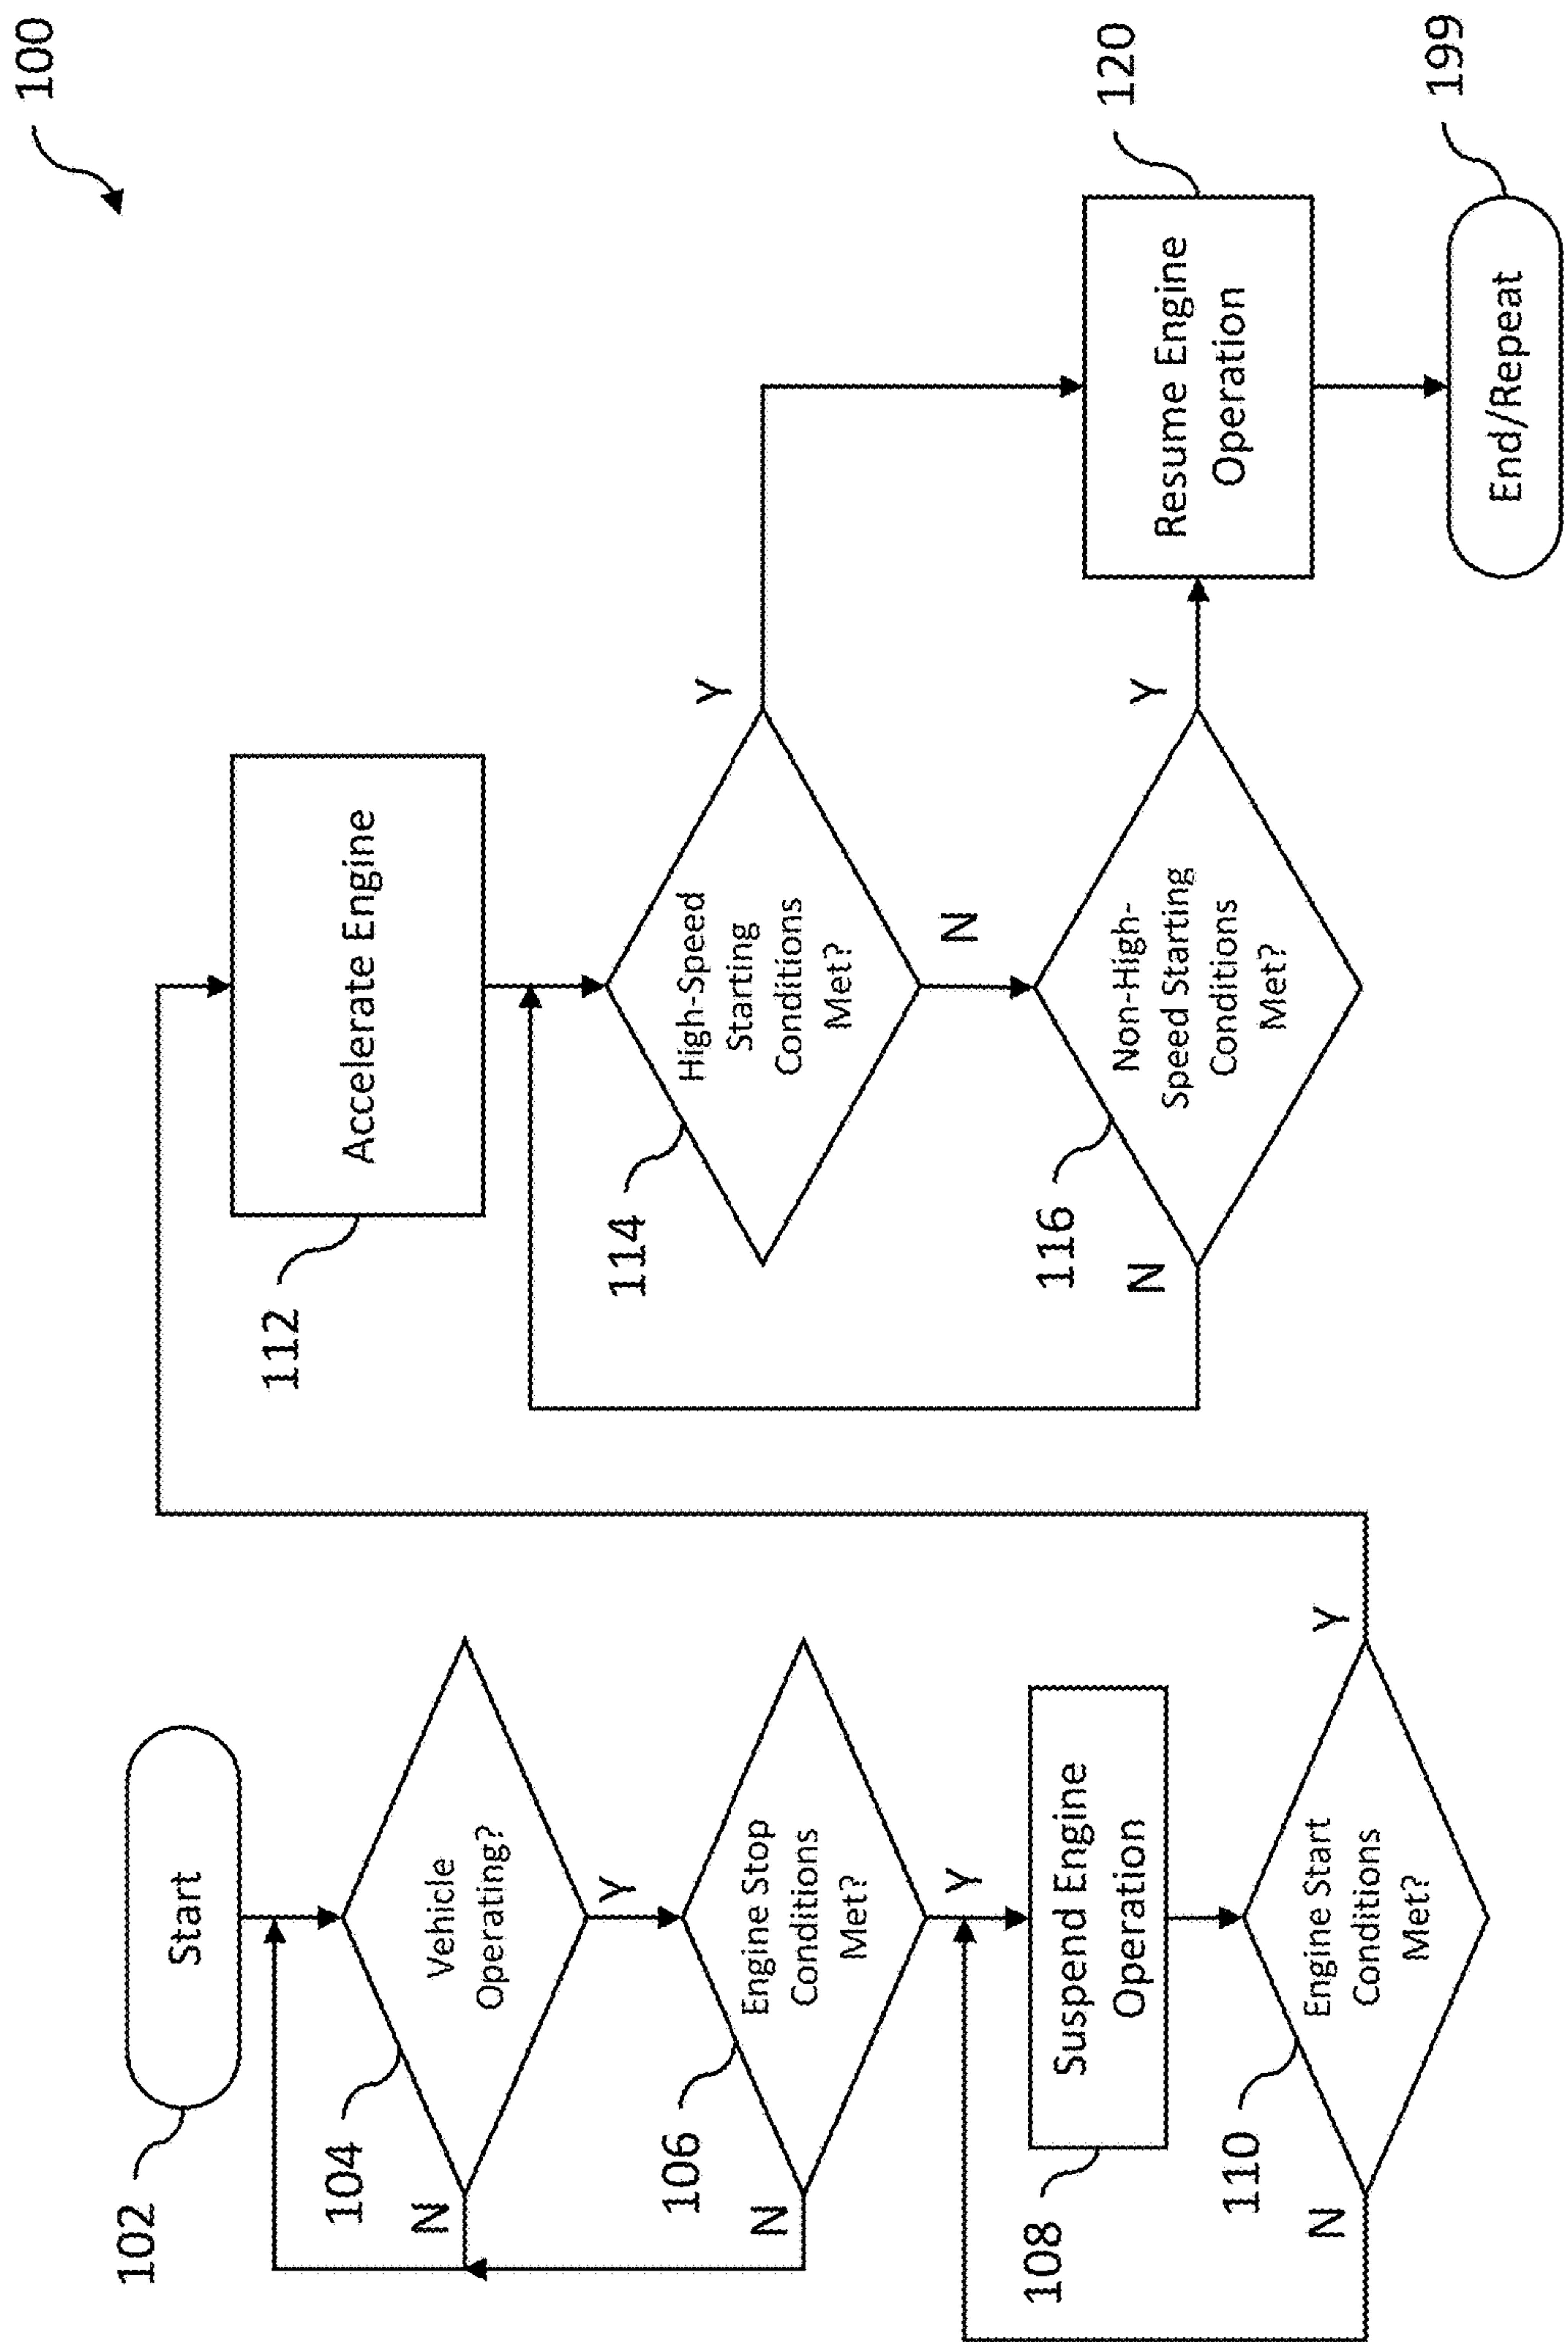 100
102
Start
104
Vehicle
Operating?
N
Y
106
Engine Stop
Conditions
Met?
N
Y
108
Suspend Engine
Operation
110
Engine Start
Conditions
Met?
N
Y
112
Accelerate Engine
114
High-Speed
Starting
Conditions
Met?
Y
N
116
Non-High-
Speed Starting
Conditions
Met?
N
Y
120
Resume Engine
Operation
199
End/Repeat